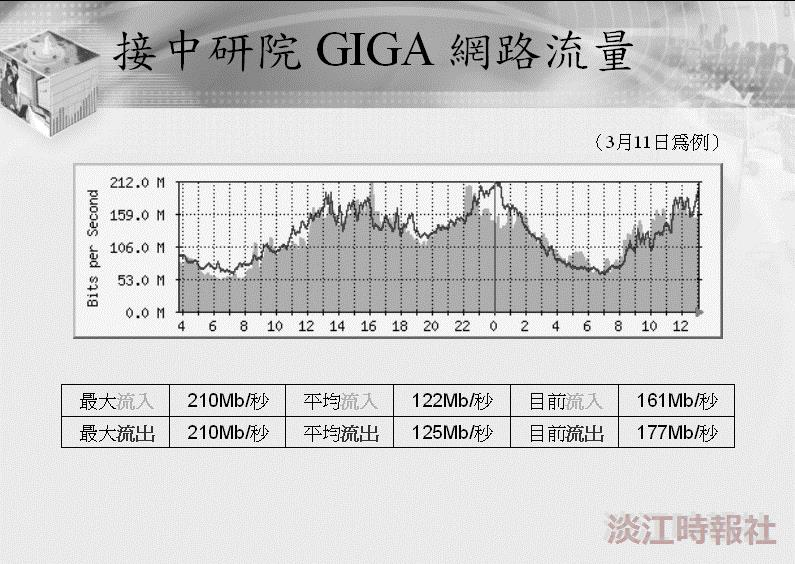 接中研院 GIGA 網路流量
（3月11日為例）
212.0 M
159.0 M
106.0 M
53.0 M
0.0 M
Bits per Second
4 6 8 10 12 14 16 18 20 22 0 2 4 6 8 10 12
最大流入 210Mb/秒 平均流入 122Mb/秒 目前流入 161Mb/秒
最大流出 210Mb/秒 平均流出 125Mb/秒 目前流出 177Mb/秒
淡江時報社